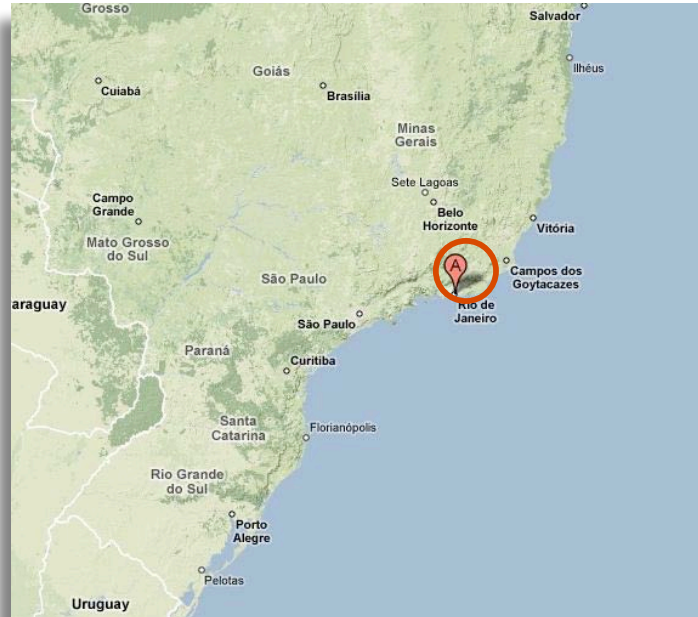 Grosso
Salvador
Ilhéus
Goiás
Cuiabá
Brasília
Minas
Gerais
Sete Lagoas
Campo
Grande
Belo
Horizonte
Vitória
Mato Grosso
do Sul
A
Campos dos
Goytacazes
São Paulo
araguay
Rio de
Janeiro
São Paulo
Paraná
Curitiba
Santa
Catarina
Florianópolis
Rio Grande
do Sul
Porto
Alegre
Pelotas
Uruguay